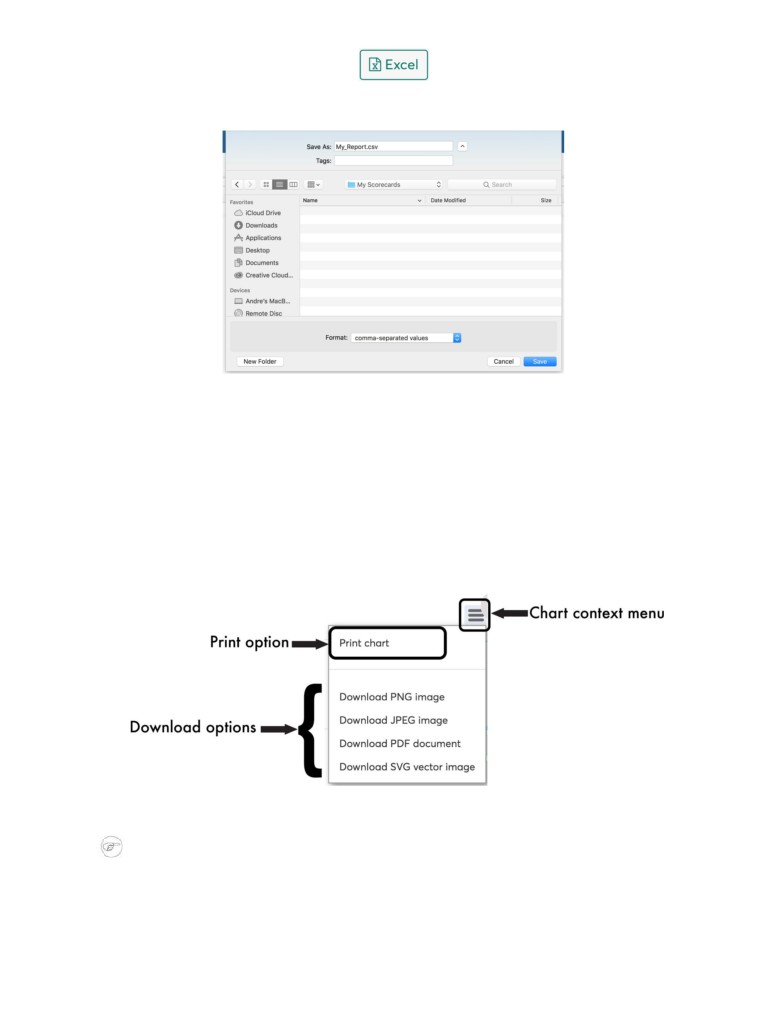 Excel
Save As: My_Report.csv
Tags:
My Scorecards
Search
Favorites
Name Date Modified Size
iCloud Drive
Downloads
Applications
Desktop
Documents
Creative Cloud...
Devices
Andre's MacB...
Remote Disc
Format: comma-separated values
New Folder Cancel Save
Chart context menu
Print option Print chart
Download PNG image
Download JPEG image
Download options
Download PDF document
Download SVG vector image